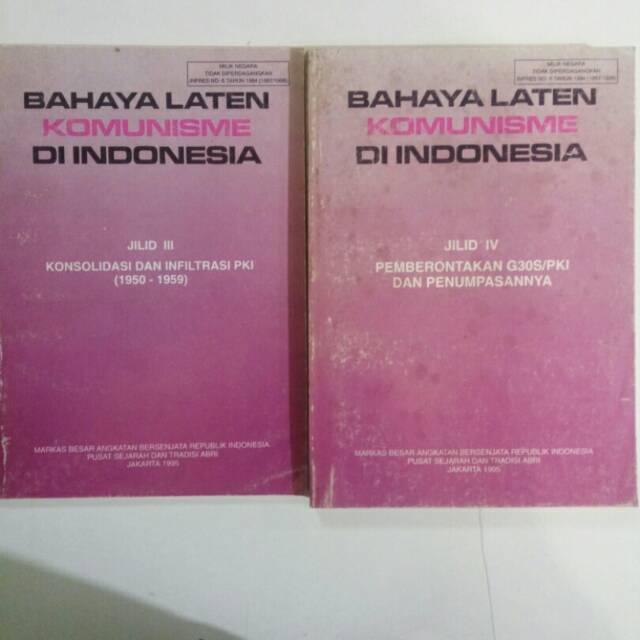 MILIK NEGARA
TIDAK DIPERDAGANGKAN
BAHAYA LATEN
KOMUNISME
DI INDONESIA
JILID III
KONSOLIDASI DAN INFILTRASI PKI
(1950 - 1959)
MARKAS BESAR ANGKATAN BERSENJATA REPUBLIK INDONESIA
PUSAT SEJARAH DAN TRADISI ABRI
JAKARTA 1995
MILIK NEGARA
TIDAK DIPERDAGANGKAN
BAHAYA LATEN
KOMUNISME
DI INDONESIA
JILID IV
PEMBERONTAKAN G30S/PKI
DAN PENUMPASANNYA
MARKAS BESAR ANGKATAN BERSENJATA REPUBLIK INDONESIA
PUSAT SEJARAH DAN TRADISI ABRI
JAKARTA 1995